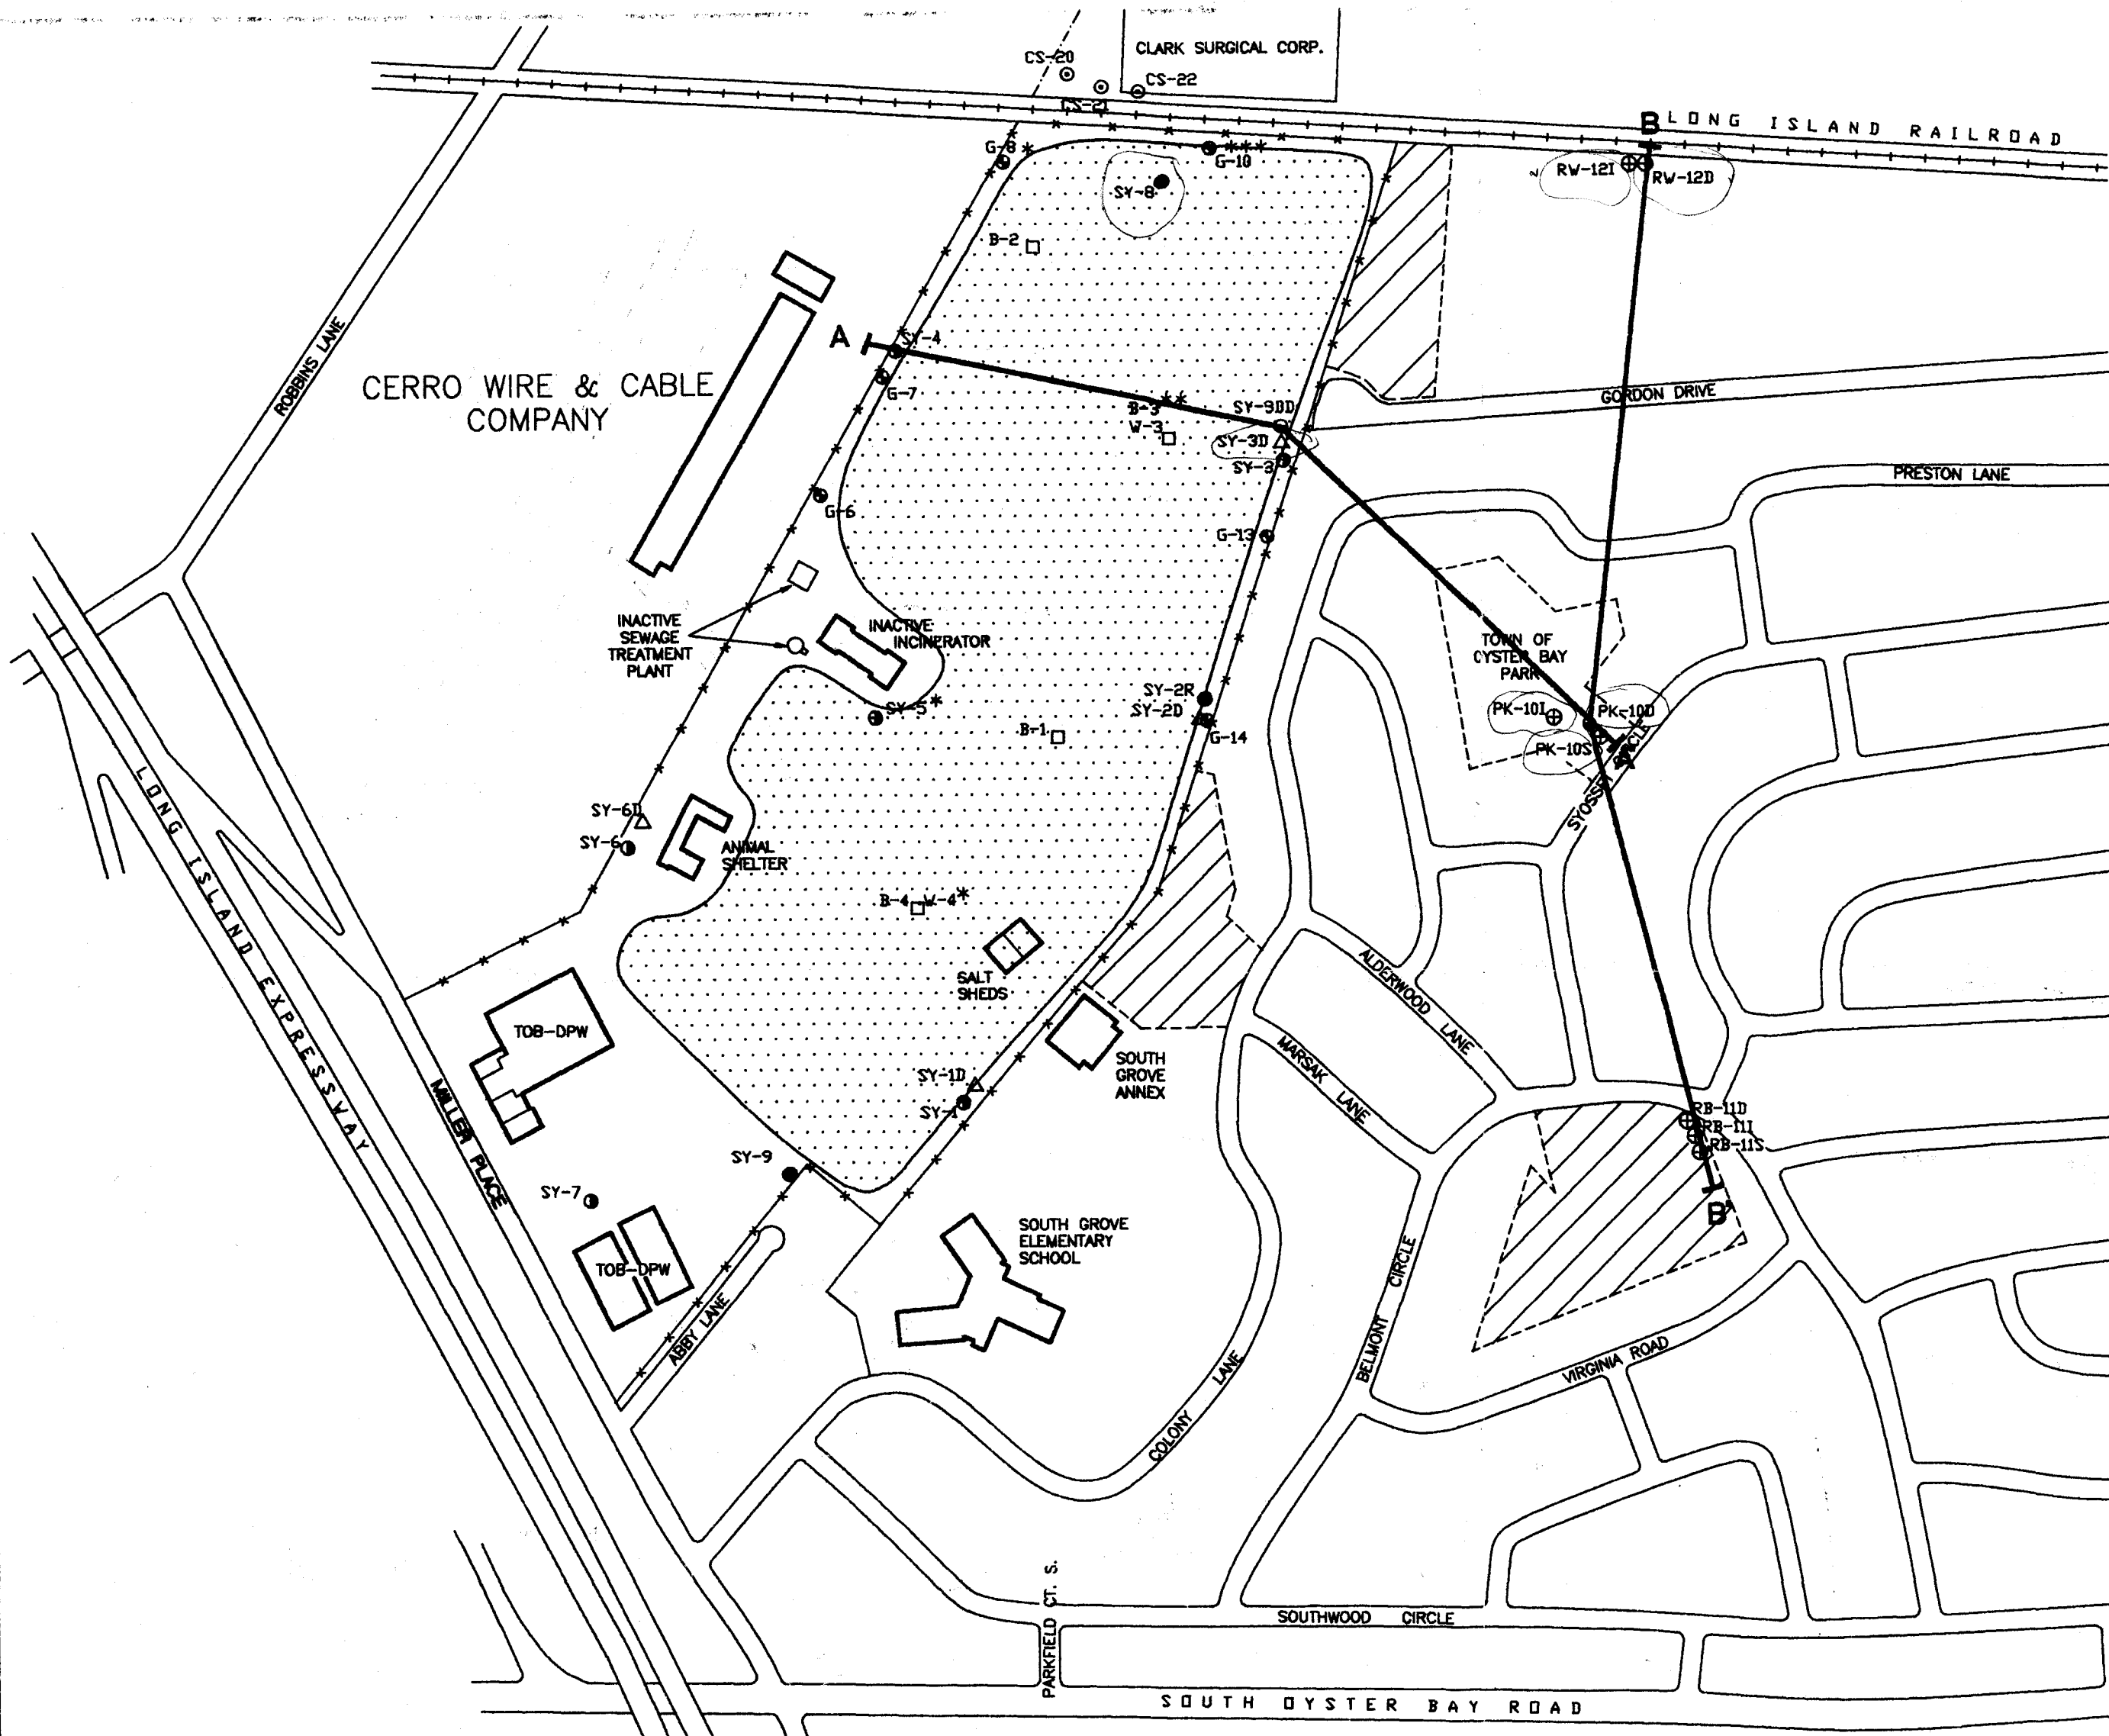 CLARK SURGICAL CORP.
CS-20
CS-22
CS-21
B
LONG ISLAND RAILROAD
G-8 *
G-10
***
RW-12I
RW-12D
SY-8
B-2
ROBBINS LANE
A
SY-4
CERRO WIRE & CABLE
COMPANY
G-7
GORDON DRIVE
B-3 **
W-3
SY-3D
SY-3
PRESTON LANE
G-6
G-13
INACTIVE
SEWAGE
TREATMENT
PLANT
INACTIVE
INCINERATOR
TOWN OF
OYSTER BAY
PARK
SY-2R
SY-2D
G-14
SY-5 *
B-1
PK-10I
PK-10D
PK-10S
SY-6D
SY-6
ANIMAL
SHELTER
B-4 W-4 *
SALT
SHEDS
ALDERWOOD LANE
LONG ISLAND EXPRESSWAY
TOB-DPW
MARSAK LANE
SOUTH
GROVE
ANNEX
SY-1D
SY-1
MILLER PLACE
RB-11D
RB-11I
RB-11S
SY-9
SY-7
B'
SOUTH GROVE
ELEMENTARY
SCHOOL
TOB-DPW
ABBY LANE
BELMONT CIRCLE
VIRGINIA ROAD
COLONY LANE
PARKFIELD CT. S.
SOUTHWOOD CIRCLE
SOUTH OYSTER BAY ROAD